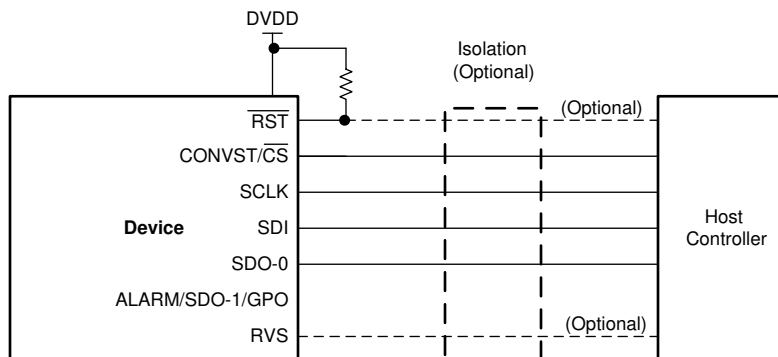 DVDD
Isolation
(Optional)
RST
(Optional)
CONVST/CS
SCLK
Device
SDI
Host
Controller
SDO-0
ALARM/SDO-1/GPO
RVS
(Optional)